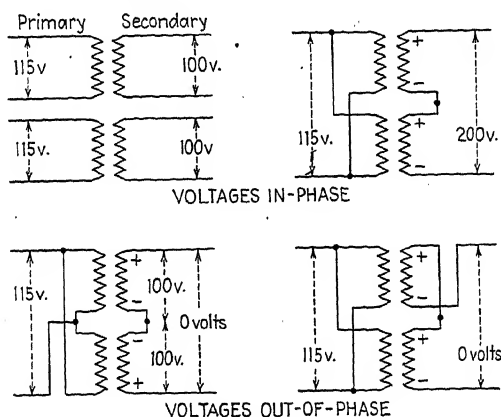 Primary Secondary
115v
100v.
115v.
100v
115v.
+
−
+
−
200v.
VOLTAGES IN-PHASE
115v.
+
100v.
−
−
100v.
+
0 volts
115v.
+
−
+
−
0 volts
VOLTAGES OUT-OF-PHASE